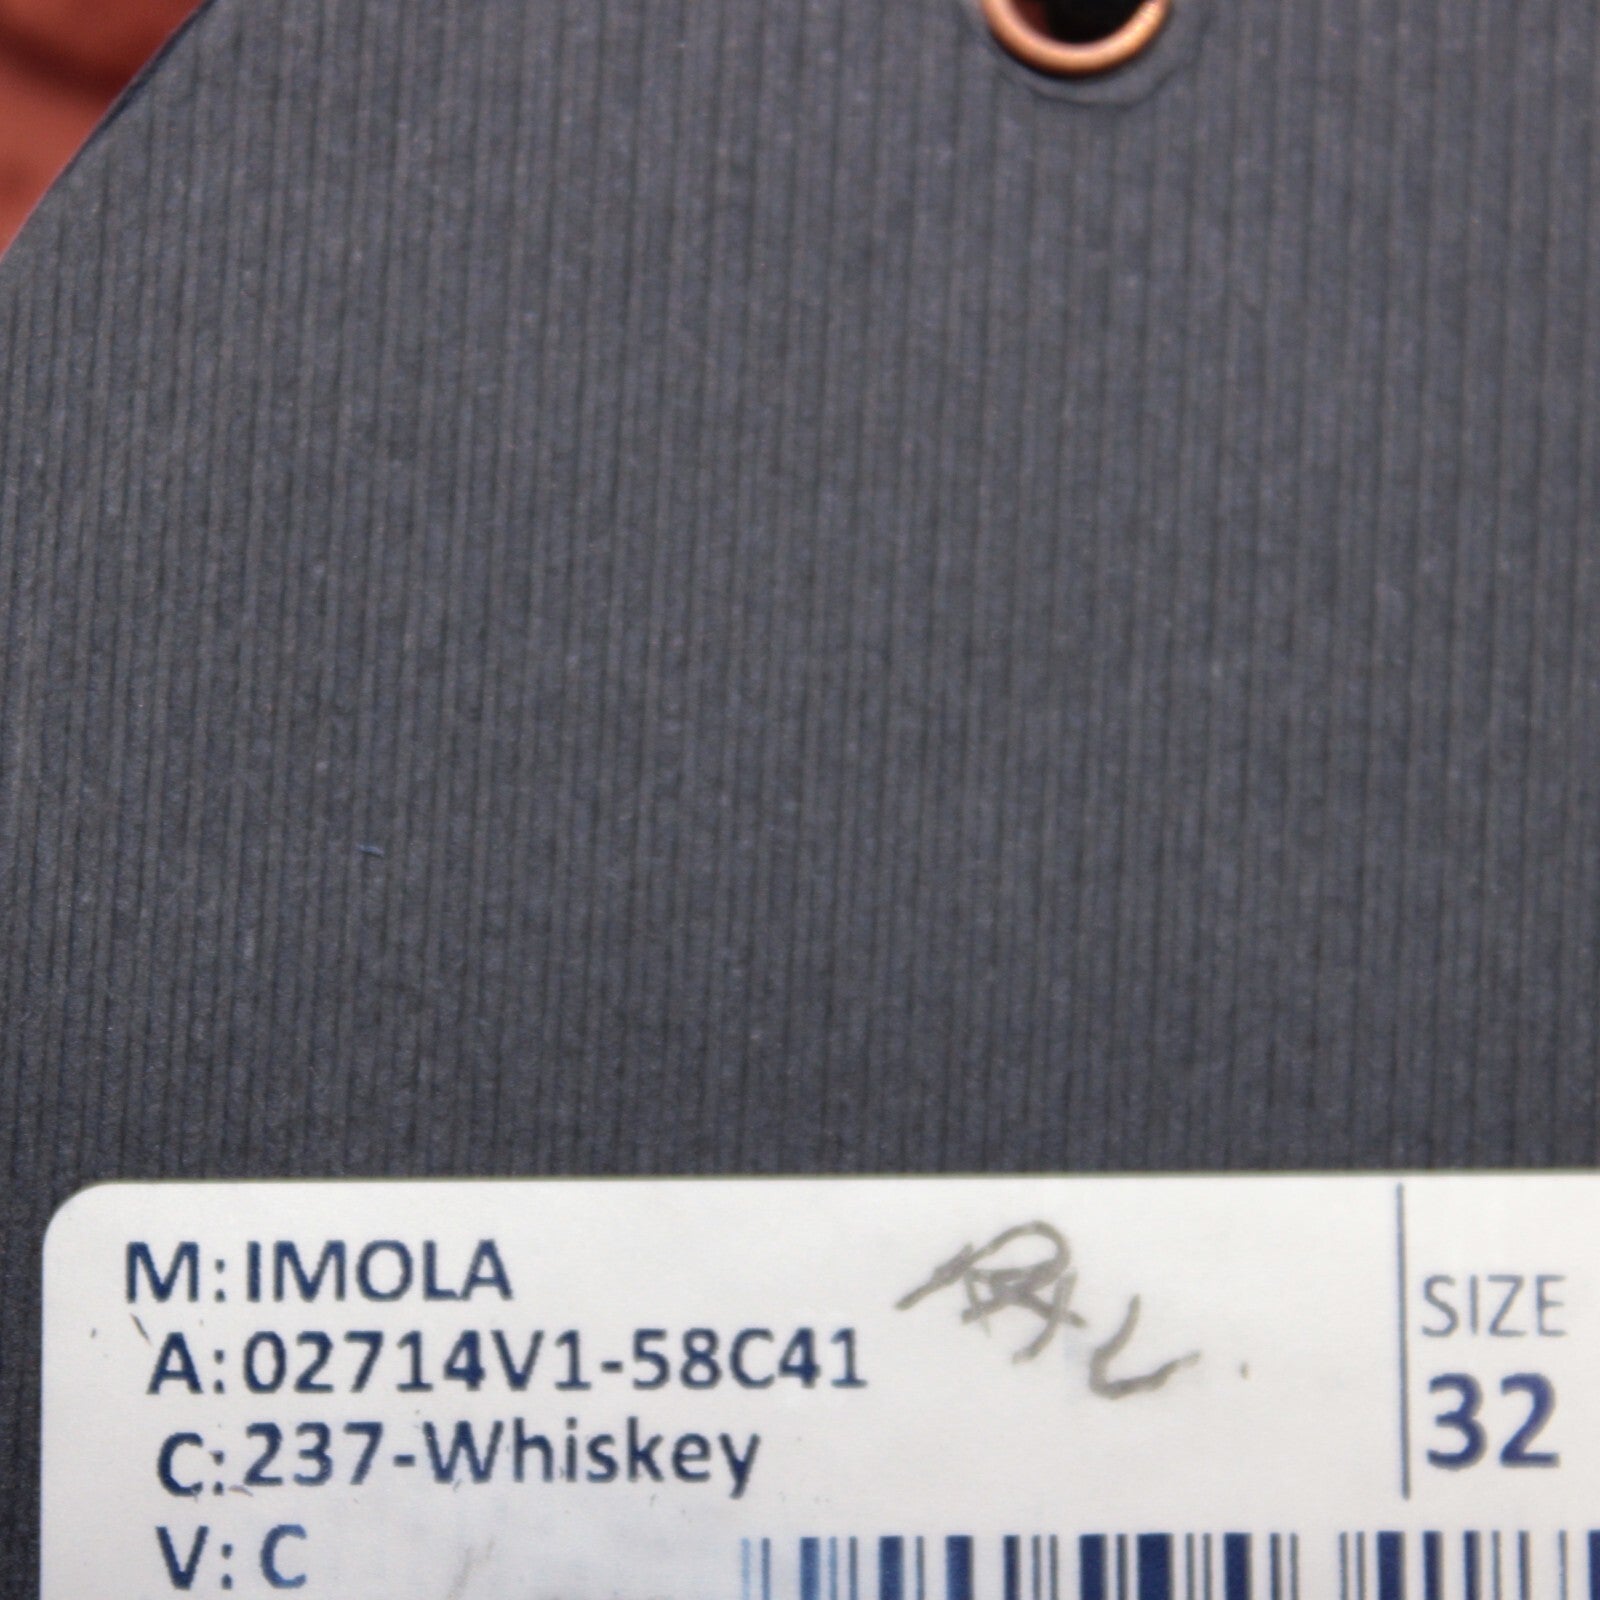 M: IMOLA
A: 02714V1-58C41
C: 237-Whiskey
V: C
SIZE
32